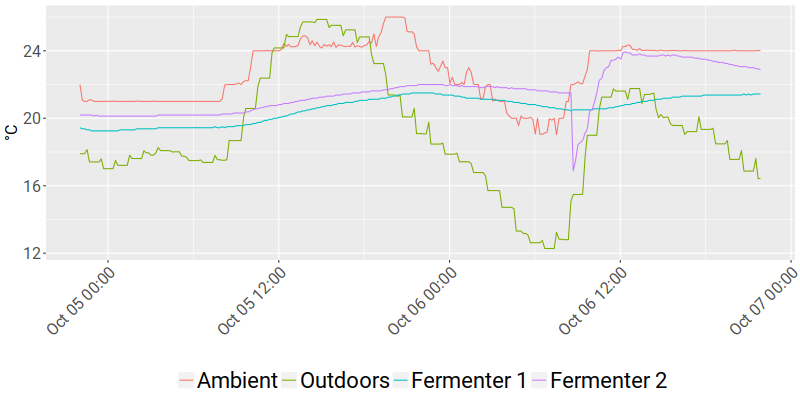 °C
24
20
16
12
Oct 05 00:00
Oct 05 12:00
Oct 06 00:00
Oct 06 12:00
Oct 07 00:00
Ambient Outdoors Fermenter 1 Fermenter 2